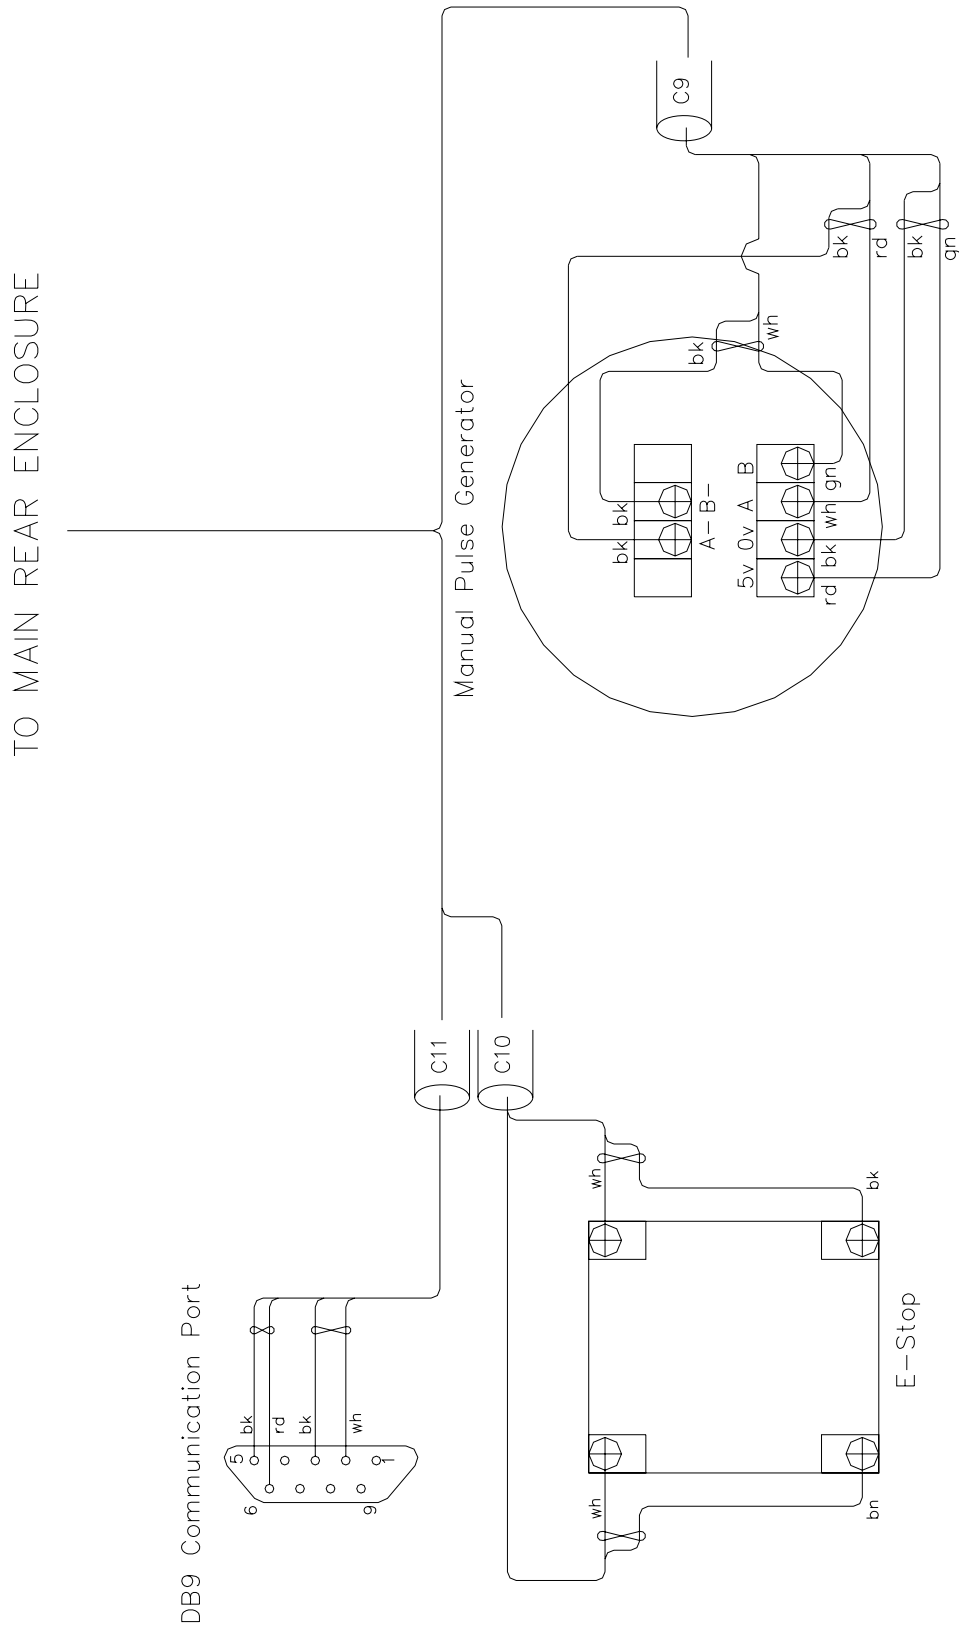 TO MAIN REAR ENCLOSURE
C9
bk
rd
bk
gn
bk
wh
Manual Pulse Generator
bk bk
A- B-
5v 0v A B
rd bk wh gn
C11
C10
DB9 Communication Port
bk
rd
bk
wh
5
1
6
9
wh
bk
wh
bn
E-Stop